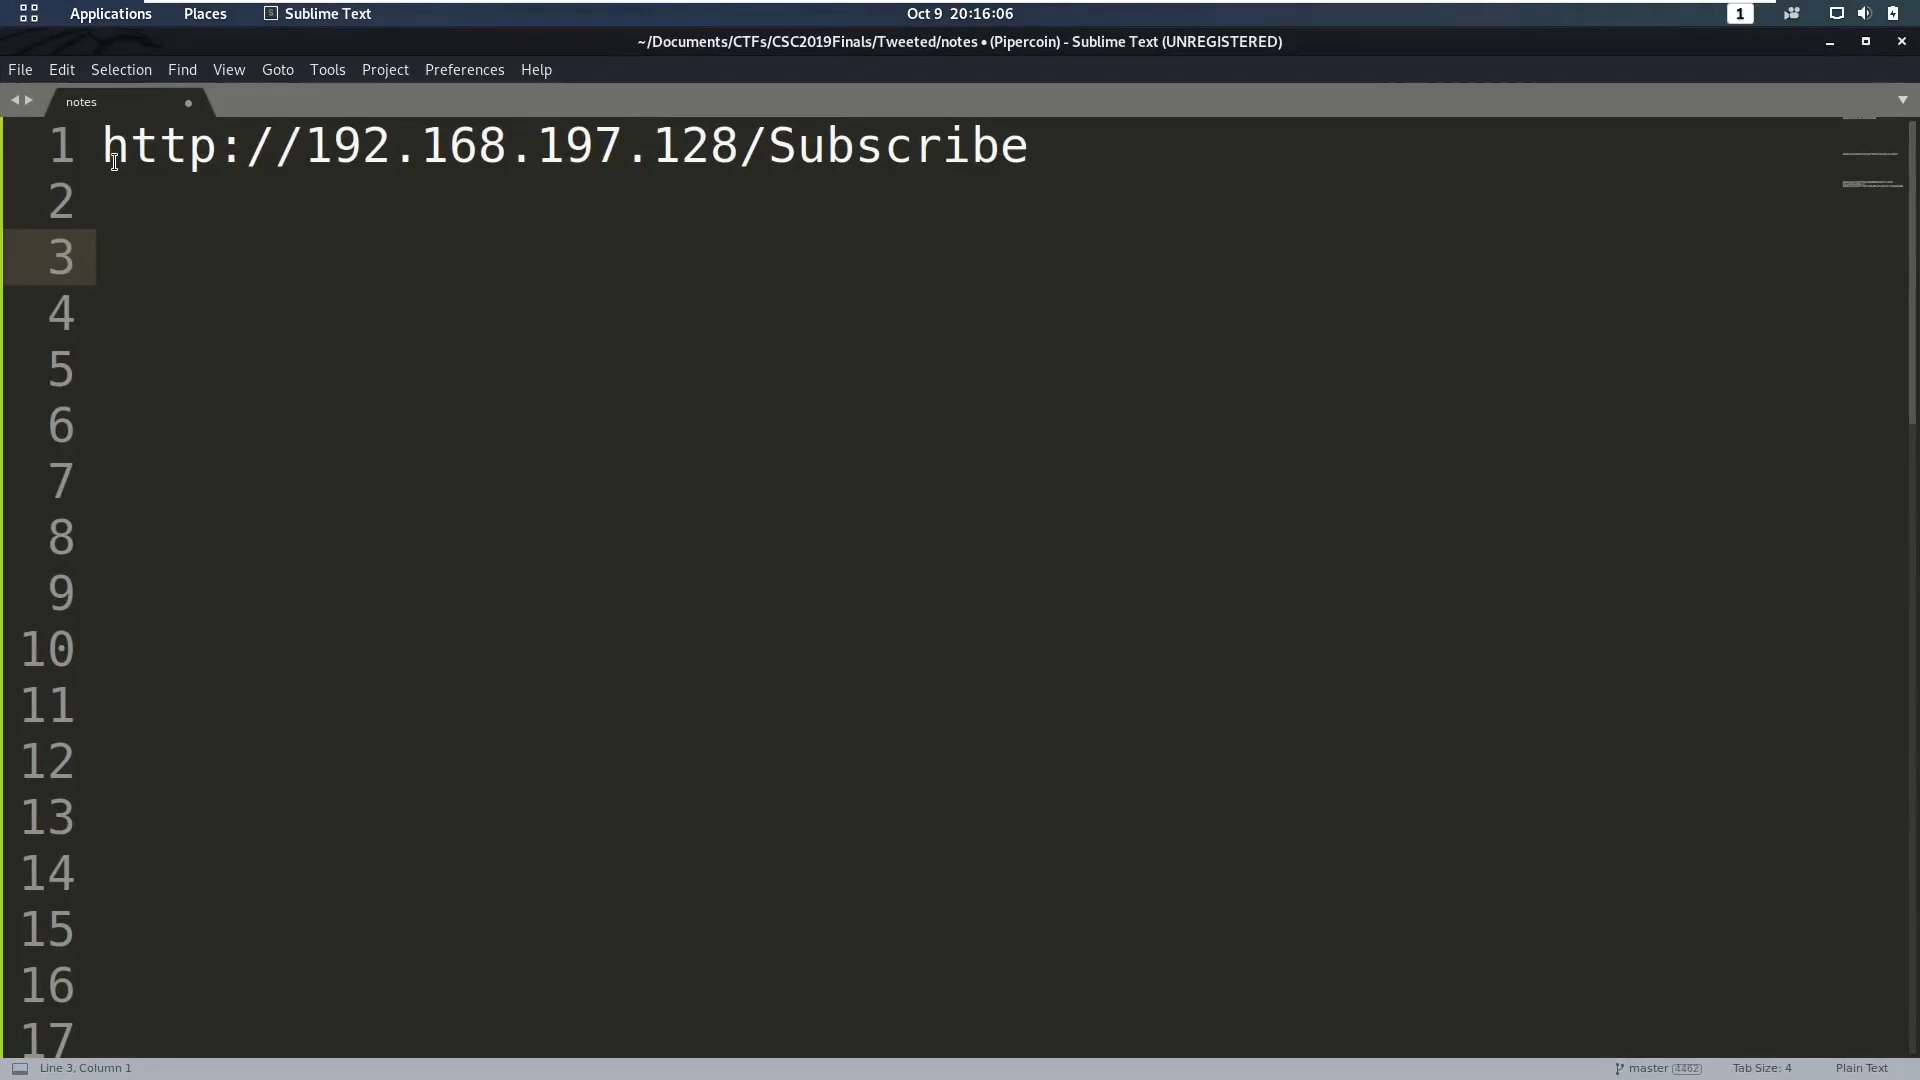 Applications Places Sublime Text Oct 9 20:16:06 1
~/Documents/CTFs/CSC2019Finals/Tweeted/notes • (Pipercoin) - Sublime Text (UNREGISTERED)
File Edit Selection Find View Goto Tools Project Preferences Help
notes
1 http://192.168.197.128/Subscribe
2
3
4
5
6
7
8
9
10
11
12
13
14
15
16
17
Line 3, Column 1 master 4462 Tab Size: 4 Plain Text